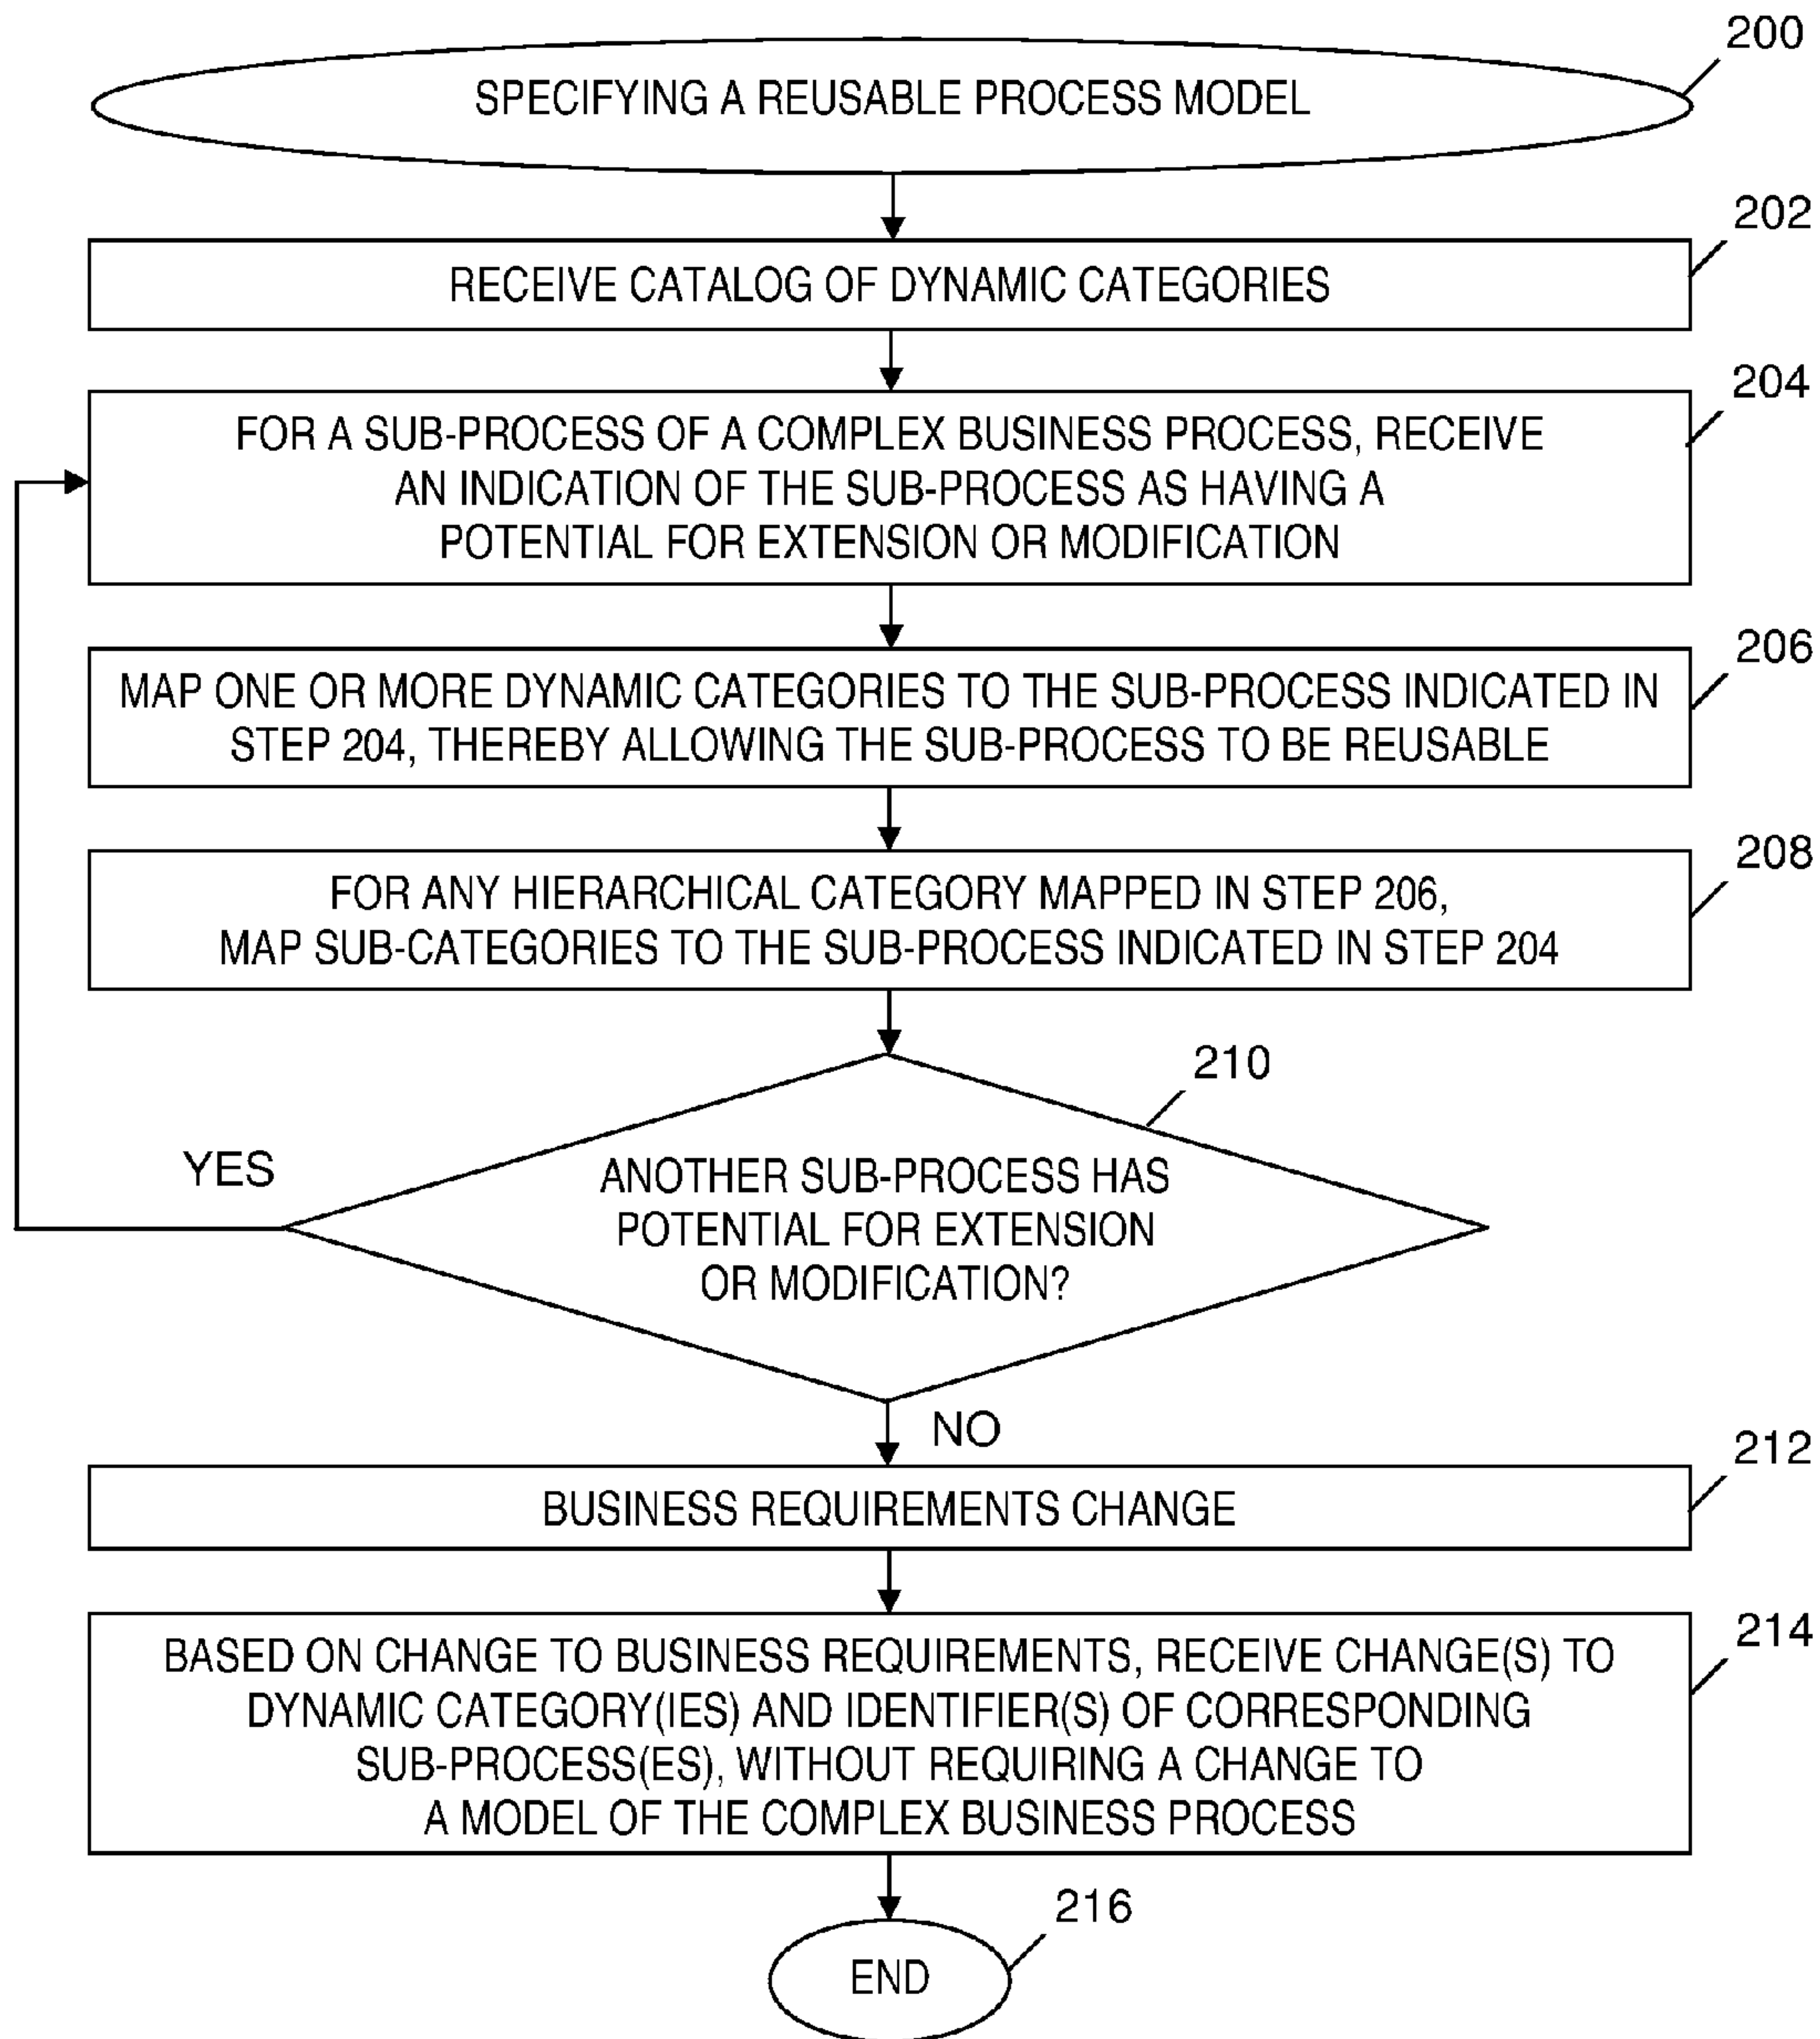 200
SPECIFYING A REUSABLE PROCESS MODEL
202
RECEIVE CATALOG OF DYNAMIC CATEGORIES
204
FOR A SUB-PROCESS OF A COMPLEX BUSINESS PROCESS, RECEIVE
AN INDICATION OF THE SUB-PROCESS AS HAVING A
POTENTIAL FOR EXTENSION OR MODIFICATION
206
MAP ONE OR MORE DYNAMIC CATEGORIES TO THE SUB-PROCESS INDICATED IN
STEP 204, THEREBY ALLOWING THE SUB-PROCESS TO BE REUSABLE
208
FOR ANY HIERARCHICAL CATEGORY MAPPED IN STEP 206,
MAP SUB-CATEGORIES TO THE SUB-PROCESS INDICATED IN STEP 204
210
YES
ANOTHER SUB-PROCESS HAS
POTENTIAL FOR EXTENSION
OR MODIFICATION?
NO
212
BUSINESS REQUIREMENTS CHANGE
214
BASED ON CHANGE TO BUSINESS REQUIREMENTS, RECEIVE CHANGE(S) TO
DYNAMIC CATEGORY(IES) AND IDENTIFIER(S) OF CORRESPONDING
SUB-PROCESS(ES), WITHOUT REQUIRING A CHANGE TO
A MODEL OF THE COMPLEX BUSINESS PROCESS
216
END